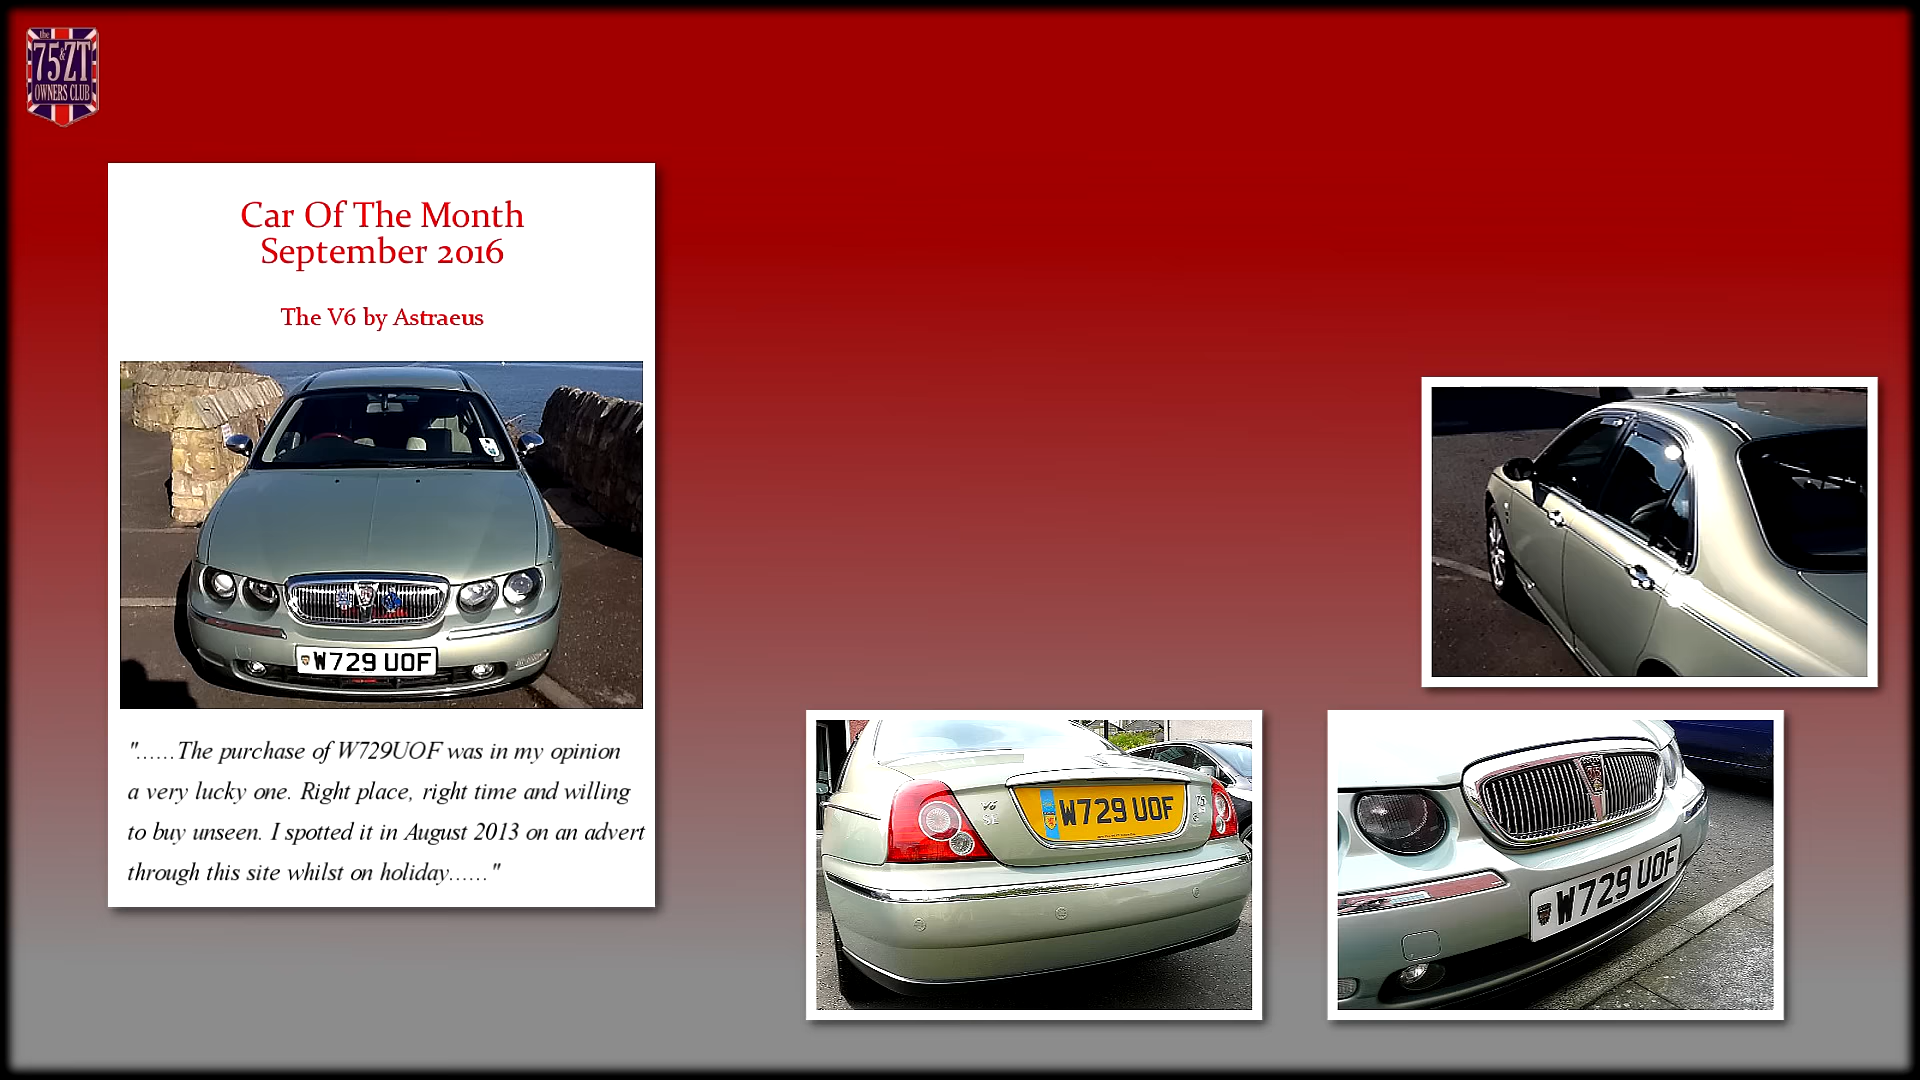 the
75 & ZT
OWNERS CLUB
Car Of The Month
September 2016
The V6 by Astraeus
W729 UOF
"......The purchase of W729UOF was in my opinion
a very lucky one. Right place, right time and willing
to buy unseen. I spotted it in August 2013 on an advert
through this site whilst on holiday......"
V6
SE
W729 UOF
75
W729 UOF